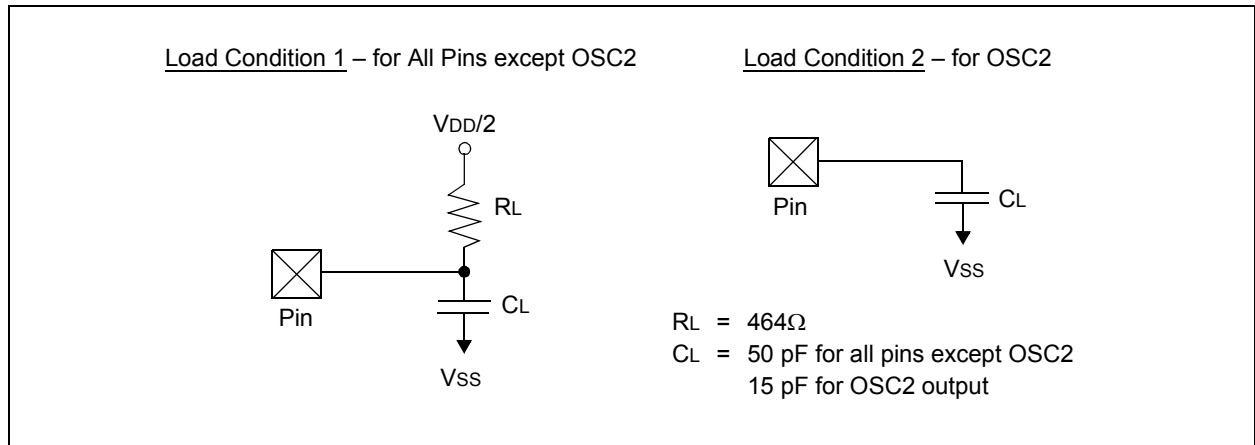 Load Condition 1 – for All Pins except OSC2
Load Condition 2 – for OSC2
VDD/2
RL
Pin
CL
VSS
Pin
CL
VSS
RL = 464Ω
CL = 50 pF for all pins except OSC2
15 pF for OSC2 output